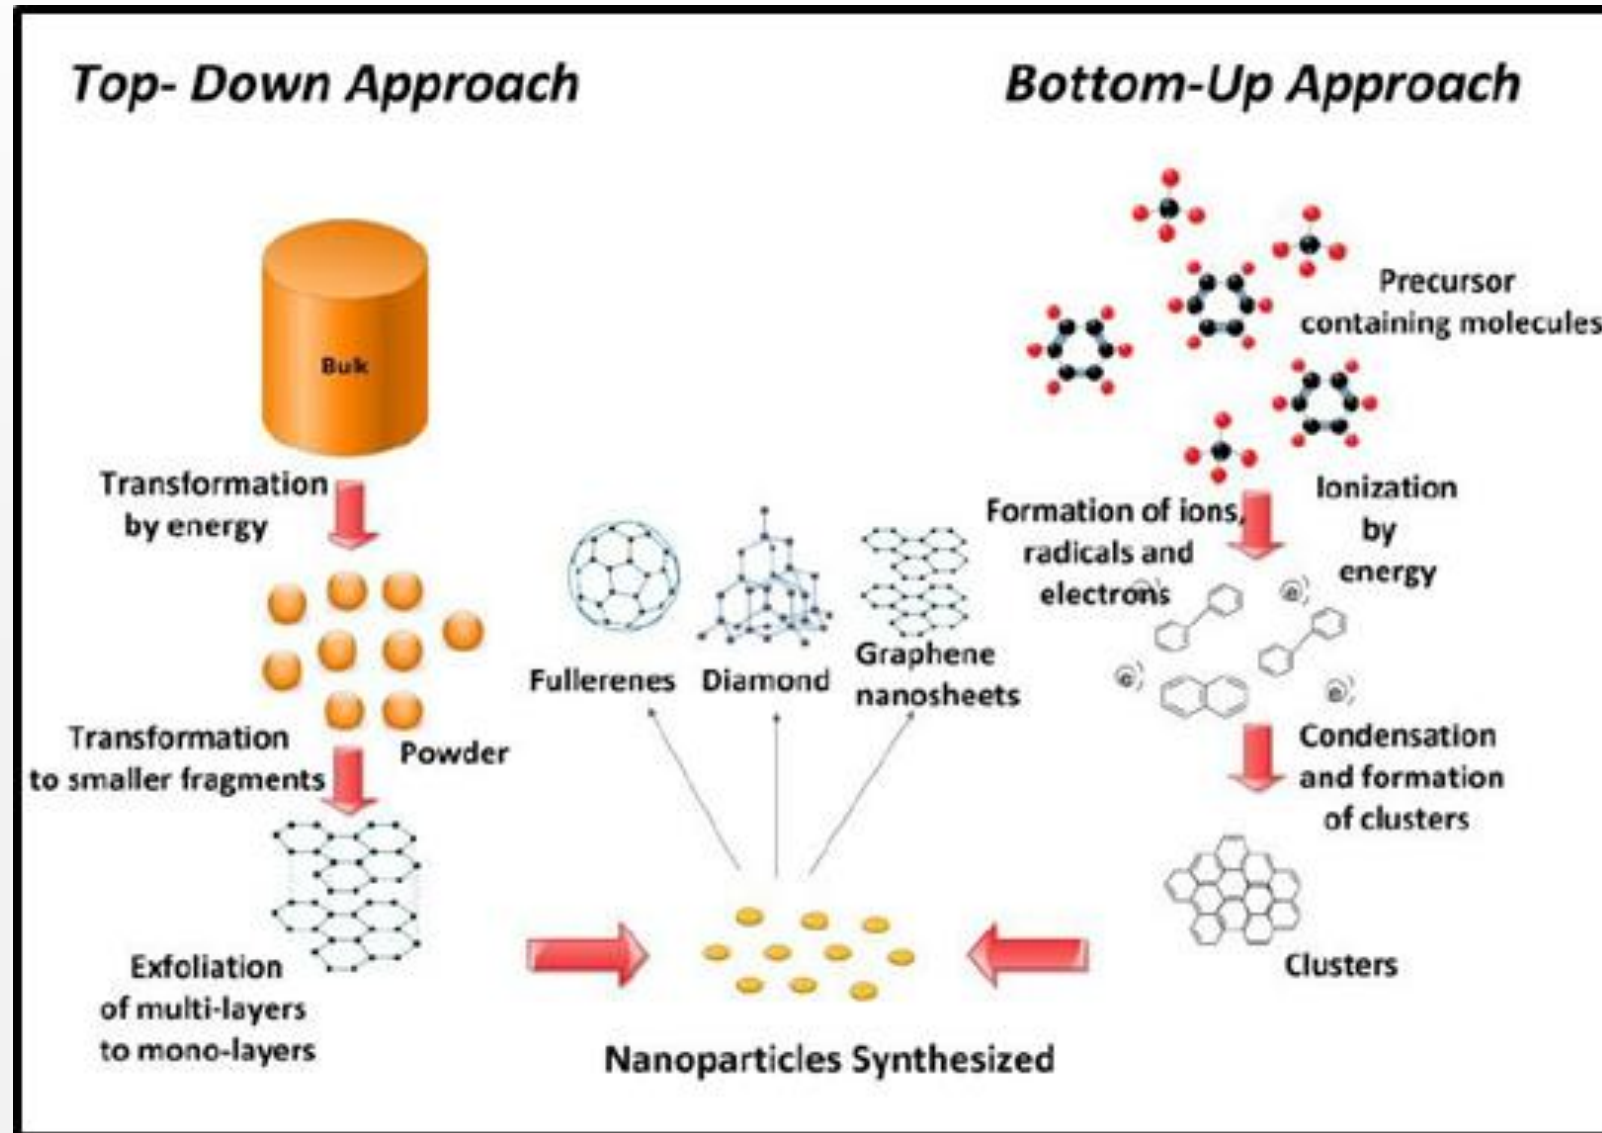 Top- Down Approach
Bottom-Up Approach
Buk
Transformation
by energy
Powder
Transformation
to smaller fragments
Exfoliation
of multi-layers
to mono-layers
Fullerenes
Diamond
Graphene
nanosheets
Nanoparticles Synthesized
Precursor
containing molecules
Formation of ions,
radicals and
electrons
Ionization
by
energy
e
e
e
Condensation
and formation
of clusters
Clusters